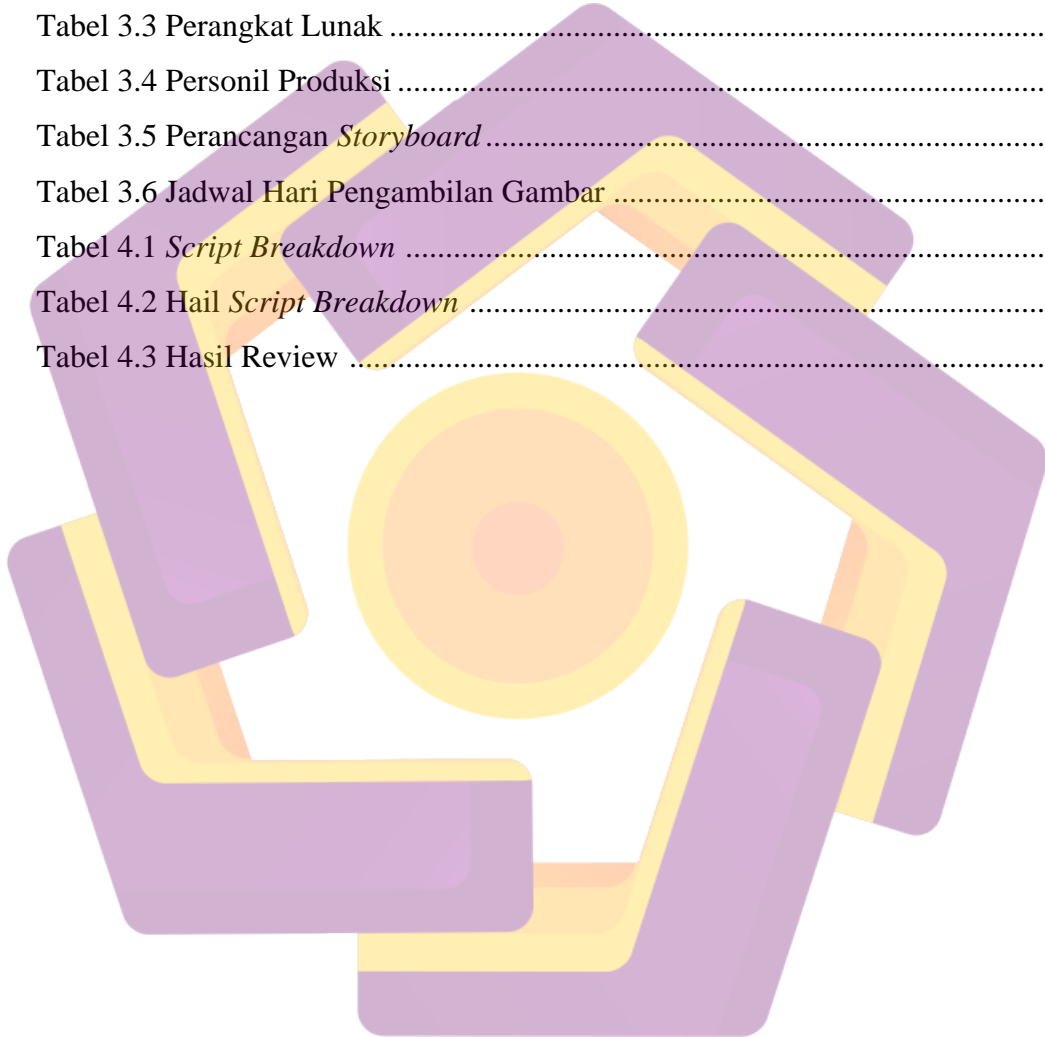 Tabel 3.3 Perangkat Lunak ................................................................................
Tabel 3.4 Personil Produksi ...............................................................................
Tabel 3.5 Perancangan Storyboard .....................................................................
Tabel 3.6 Jadwal Hari Pengambilan Gambar .....................................................
Tabel 4.1 Script Breakdown ...............................................................................
Tabel 4.2 Hail Script Breakdown .......................................................................
Tabel 4.3 Hasil Review ......................................................................................